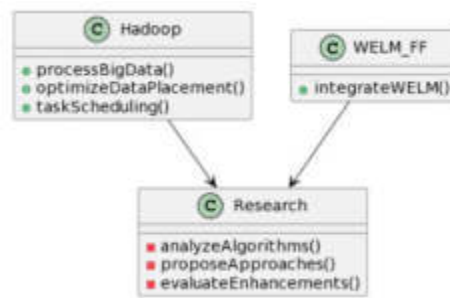 C Hadoop
processBigData()
optimizeDataPlacement()
taskScheduling()
C WELM_FF
integrateWELM()
C Research
analyzeAlgorithms()
proposeApproaches()
evaluateEnhancements()